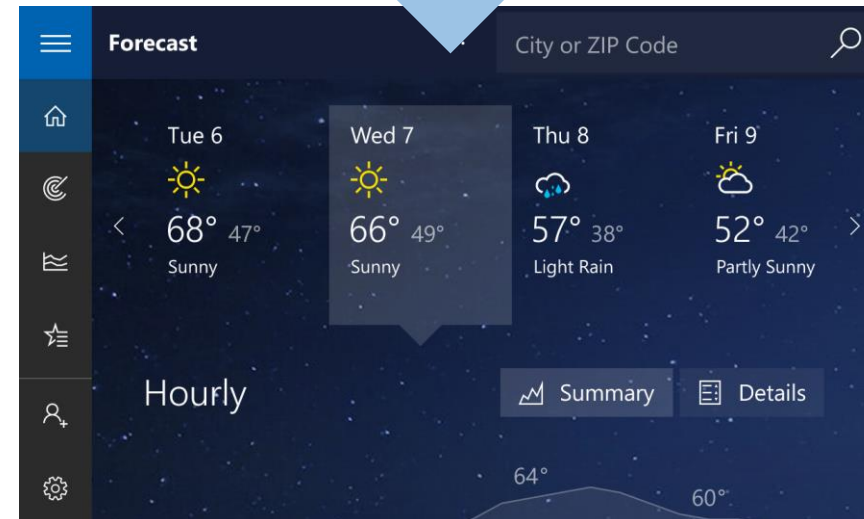 Forecast
City or ZIP Code
Tue 6 Wed 7 Thu 8 Fri 9
68° 47° 66° 49° 57° 38° 52° 42°
Sunny Sunny Light Rain Partly Sunny
Hourly Summary Details
64°
60°